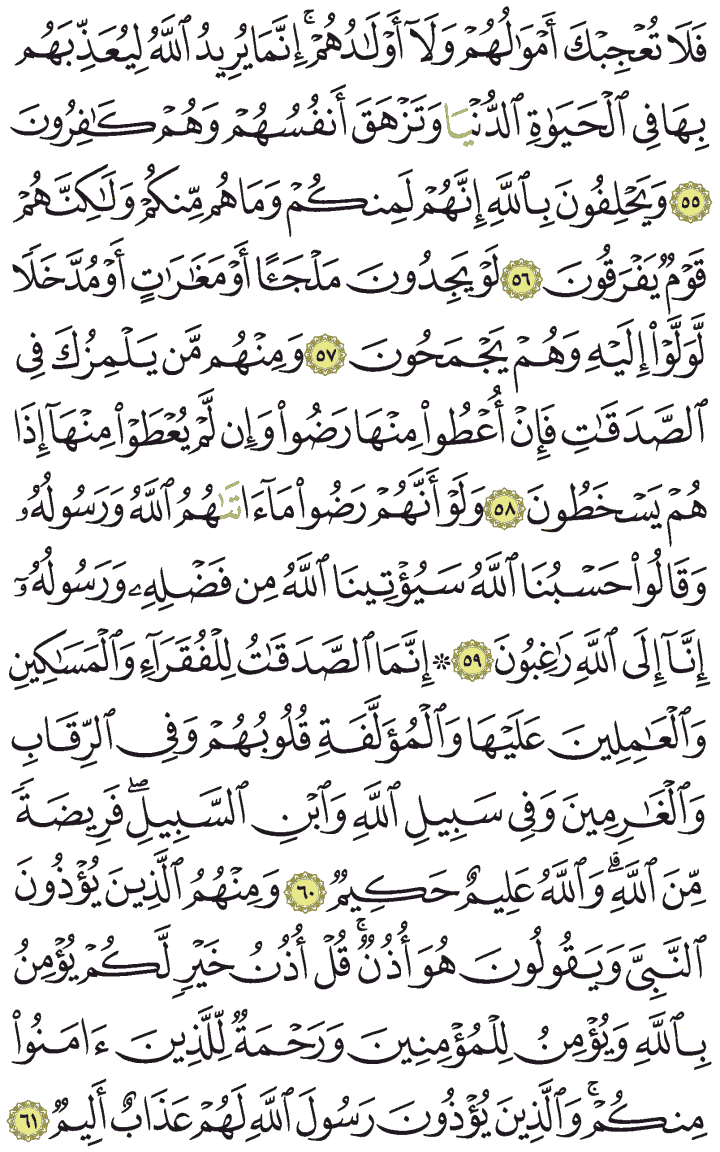 فَلَا تُعْجِبْكَ أَمْوَٰلُهُمْ وَلَآ أَوْلَٰدُهُمْ ۚ إِنَّمَا يُرِيدُ ٱللَّهُ لِيُعَذِّبَهُم
بِهَا فِى ٱلْحَيَوٰةِ ٱلدُّنْيَا وَتَزْهَقَ أَنفُسُهُمْ وَهُمْ كَٰفِرُونَ
٥٥ وَيَحْلِفُونَ بِٱللَّهِ إِنَّهُمْ لَمِنكُمْ وَمَا هُم مِّنكُمْ وَلَٰكِنَّهُمْ
قَوْمٌ يَفْرَقُونَ ٥٦ لَوْ يَجِدُونَ مَلْجَـًٔا أَوْ مَغَٰرَٰتٍ أَوْ مُدَّخَلًا
لَّوَلَّوْا۟ إِلَيْهِ وَهُمْ يَجْمَحُونَ ٥٧ وَمِنْهُم مَّن يَلْمِزُكَ فِى
ٱلصَّدَقَٰتِ فَإِنْ أُعْطُوا۟ مِنْهَا رَضُوا۟ وَإِن لَّمْ يُعْطَوْا۟ مِنْهَآ إِذَا
هُمْ يَسْخَطُونَ ٥٨ وَلَوْ أَنَّهُمْ رَضُوا۟ مَآ ءَاتَىٰهُمُ ٱللَّهُ وَرَسُولُهُۥ
وَقَالُوا۟ حَسْبُنَا ٱللَّهُ سَيُؤْتِينَا ٱللَّهُ مِن فَضْلِهِۦ وَرَسُولُهُۥٓ
إِنَّآ إِلَى ٱللَّهِ رَٰغِبُونَ ٥٩ * إِنَّمَا ٱلصَّدَقَٰتُ لِلْفُقَرَآءِ وَٱلْمَسَٰكِينِ
وَٱلْعَٰمِلِينَ عَلَيْهَا وَٱلْمُؤَلَّفَةِ قُلُوبُهُمْ وَفِى ٱلرِّقَابِ
وَٱلْغَٰرِمِينَ وَفِى سَبِيلِ ٱللَّهِ وَٱبْنِ ٱلسَّبِيلِ ۖ فَرِيضَةً
مِّنَ ٱللَّهِ ۗ وَٱللَّهُ عَلِيمٌ حَكِيمٌ ٦٠ وَمِنْهُمُ ٱلَّذِينَ يُؤْذُونَ
ٱلنَّبِىَّ وَيَقُولُونَ هُوَ أُذُنٌ ۚ قُلْ أُذُنُ خَيْرٍ لَّكُمْ يُؤْمِنُ
بِٱللَّهِ وَيُؤْمِنُ لِلْمُؤْمِنِينَ وَرَحْمَةٌ لِّلَّذِينَ ءَامَنُوا۟
مِنكُمْ ۚ وَٱلَّذِينَ يُؤْذُونَ رَسُولَ ٱللَّهِ لَهُمْ عَذَابٌ أَلِيمٌ ٦١